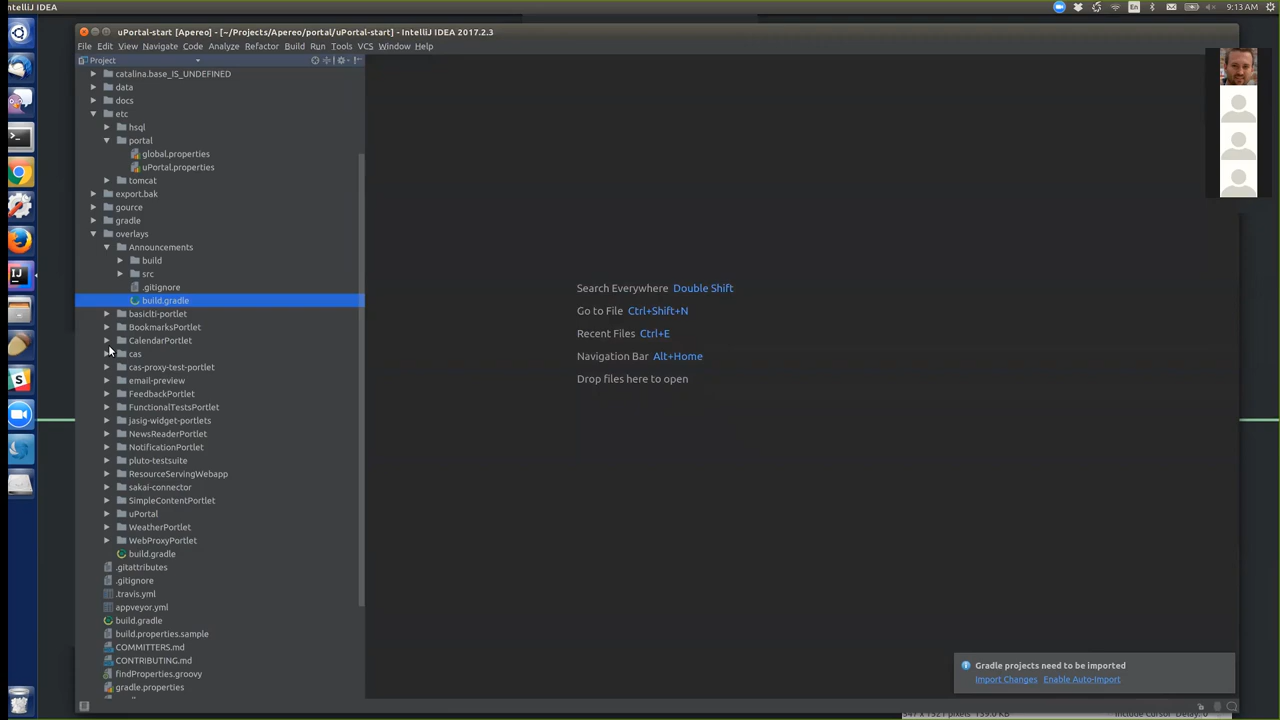 IntelliJ IDEA
En
9:13 AM
uPortal-start [Apereo] - [~/Projects/Apereo/portal/uPortal-start] - IntelliJ IDEA 2017.2.3
File Edit View Navigate Code Analyze Refactor Build Run Tools VCS Window Help
Project
catalina.base_IS_UNDEFINED
data
docs
etc
hsql
portal
global.properties
uPortal.properties
tomcat
export.bak
gource
gradle
overlays
Announcements
build
src
.gitignore
build.gradle
basiclti-portlet
BookmarksPortlet
CalendarPortlet
cas
cas-proxy-test-portlet
email-preview
FeedbackPortlet
FunctionalTestsPortlet
jasig-widget-portlets
NewsReaderPortlet
NotificationPortlet
pluto-testsuite
ResourceServingWebapp
sakai-connector
SimpleContentPortlet
uPortal
WeatherPortlet
WebProxyPortlet
build.gradle
.gitattributes
.gitignore
.travis.yml
appveyor.yml
build.gradle
build.properties.sample
COMMITTERS.md
CONTRIBUTING.md
findProperties.groovy
gradle.properties
Search Everywhere Double Shift
Go to File Ctrl+Shift+N
Recent Files Ctrl+E
Navigation Bar Alt+Home
Drop files here to open
Gradle projects need to be imported
Import Changes Enable Auto-Import